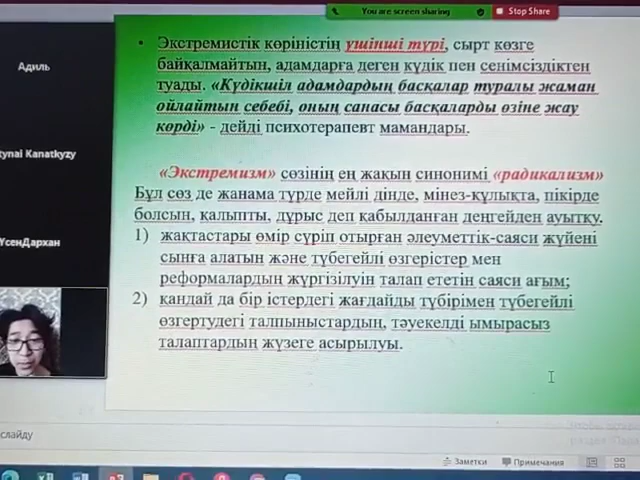 You are screen sharing
Stop Share
Адиль
ynai Kanatkyzy
ҮсенДархан
• Экстремистік көріністің үшінші түрі, сырт көзге
байқалмайтын, адамдарға деген күдік пен сенімсіздіктен
туады. «Күдікшіл адамдардың басқалар туралы жаман
ойлайтын себебі, оның санасы басқаларды өзіне жау
көрді» - дейді психотерапевт мамандары.
«Экстремизм» сөзінің ең жақын синонимі «радикализм»
Бұл сөз де жанама түрде мейлі дінде, мінез-құлықта, пікірде
болсын, қалыпты, дұрыс деп қабылданған деңгейден ауытқу.
1) жақтастары өмір сүріп отырған әлеуметтік-саяси жүйені
сынға алатын және түбегейлі өзгерістер мен
реформалардың жүргізілуін талап ететін саяси ағым;
2) қандай да бір істердегі жағдайды түбірімен түбегейлі
өзгертудегі талпыныстардың, тәуекелді ымырасыз
талаптардың жүзеге асырылуы.
слайду
Заметки
Примечания